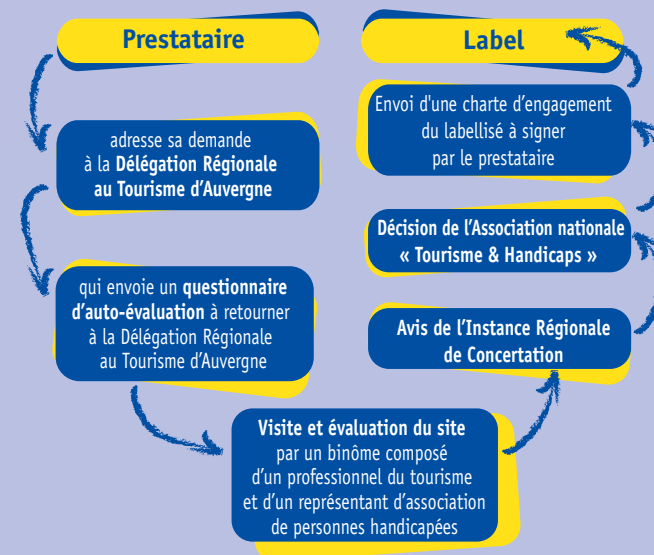 Prestataire
adresse sa demande
à la Délégation Régionale
au Tourisme d'Auvergne
qui envoie un questionnaire
d'auto-évaluation à retourner
à la Délégation Régionale
au Tourisme d'Auvergne
Visite et évaluation du site
par un binôme composé
d'un professionnel du tourisme
et d'un représentant d'association
de personnes handicapées
Avis de l'Instance Régionale
de Concertation
Décision de l'Association nationale
« Tourisme & Handicaps »
Envoi d'une charte d'engagement
du labellisé à signer
par le prestataire
Label